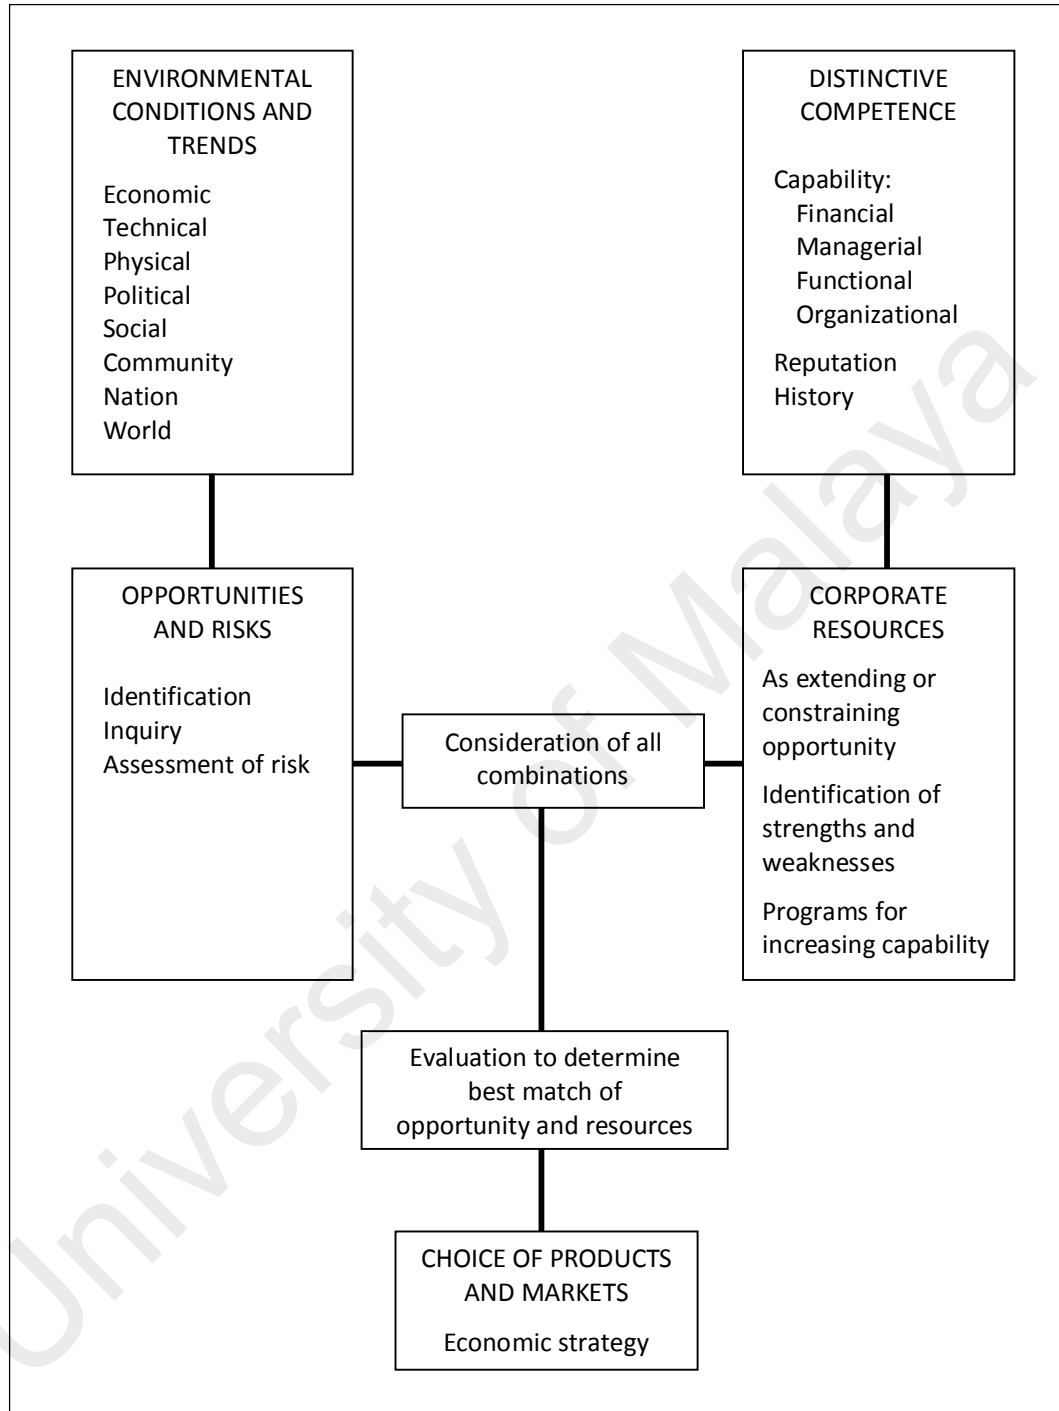 ENVIRONMENTAL
CONDITIONS AND
TRENDS
Economic
Technical
Physical
Political
Social
Community
Nation
World
DISTINCTIVE
COMPETENCE
Capability:
Financial
Managerial
Functional
Organizational
Reputation
History
OPPORTUNITIES
AND RISKS
Identification
Inquiry
Assessment of risk
Consideration of all
combinations
CORPORATE
RESOURCES
As extending or
constraining
opportunity
Identification of
strengths and
weaknesses
Programs for
increasing capability
Evaluation to determine
best match of
opportunity and resources
CHOICE OF PRODUCTS
AND MARKETS
Economic strategy
University of Malaya